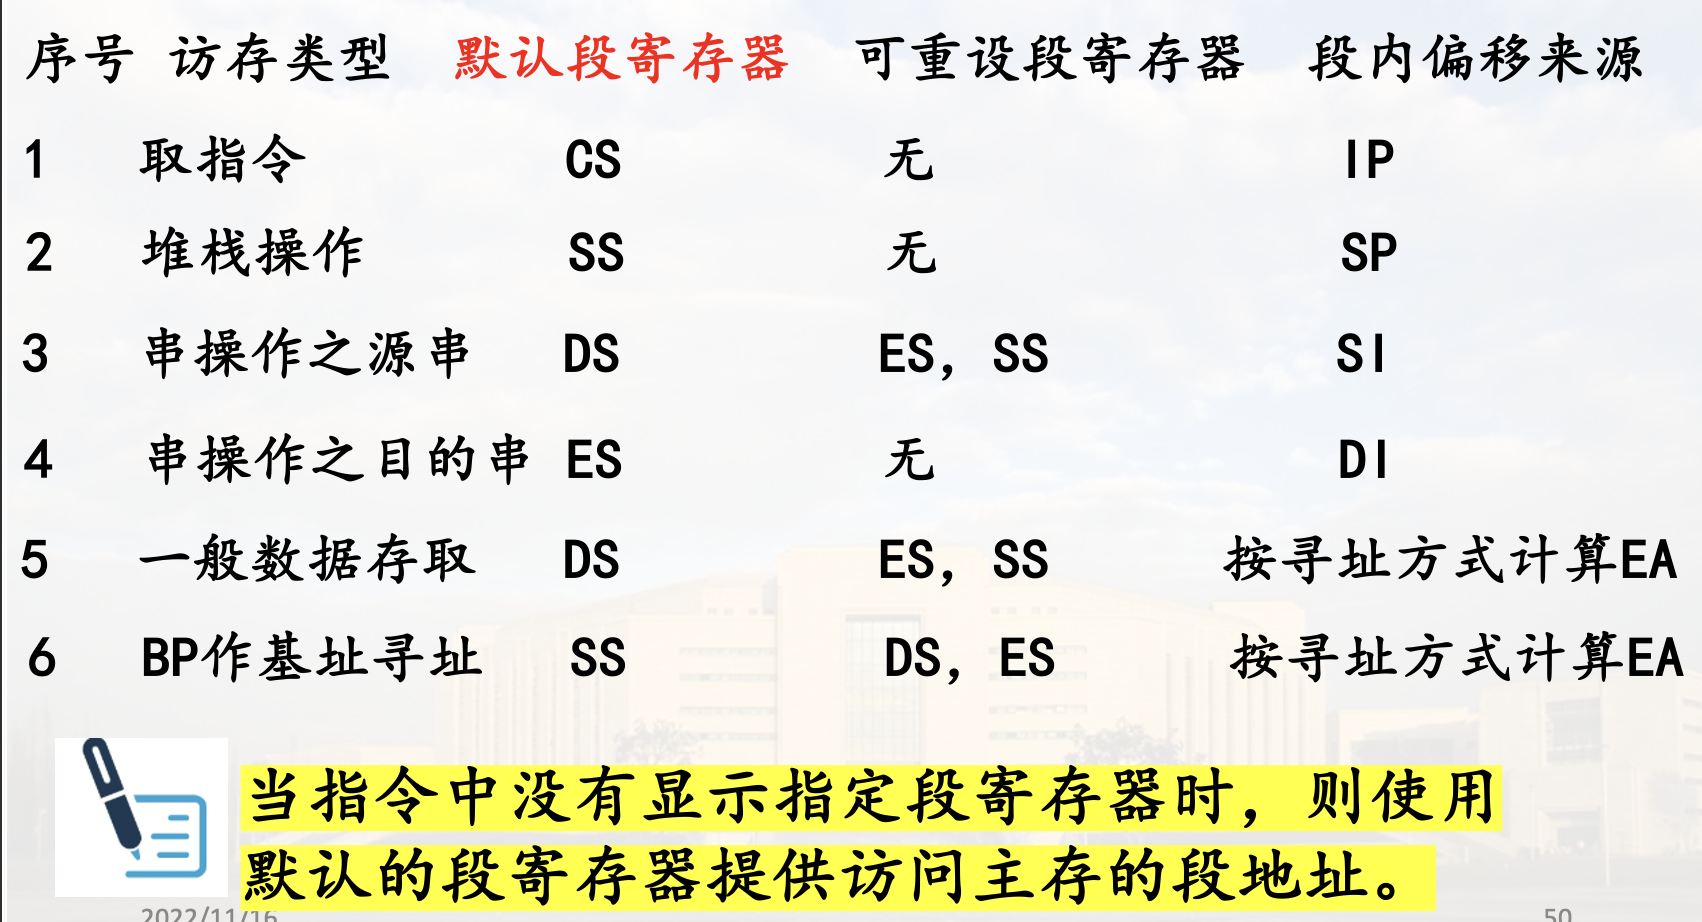 序号 访存类型 默认段寄存器 可重设段寄存器 段内偏移来源
1 取指令 CS 无 IP
2 堆栈操作 SS 无 SP
3 串操作之源串 DS ES，SS SI
4 串操作之目的串 ES 无 DI
5 一般数据存取 DS ES，SS 按寻址方式计算EA
6 BP作基址寻址 SS DS，ES 按寻址方式计算EA
当指令中没有显示指定段寄存器时，则使用
默认的段寄存器提供访问主存的段地址。
2022/11/16 50